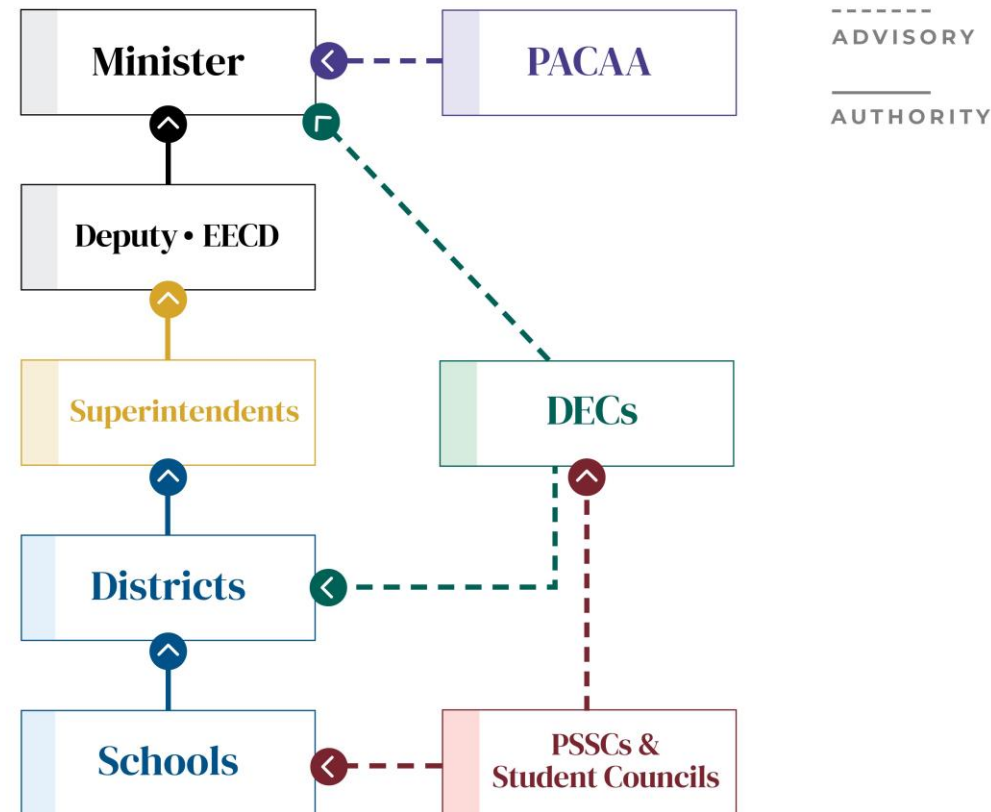 Minister
PACAA
ADVISORY
AUTHORITY
Deputy • EECD
Superintendents
DECs
Districts
Schools
PSSCs &
Student Councils